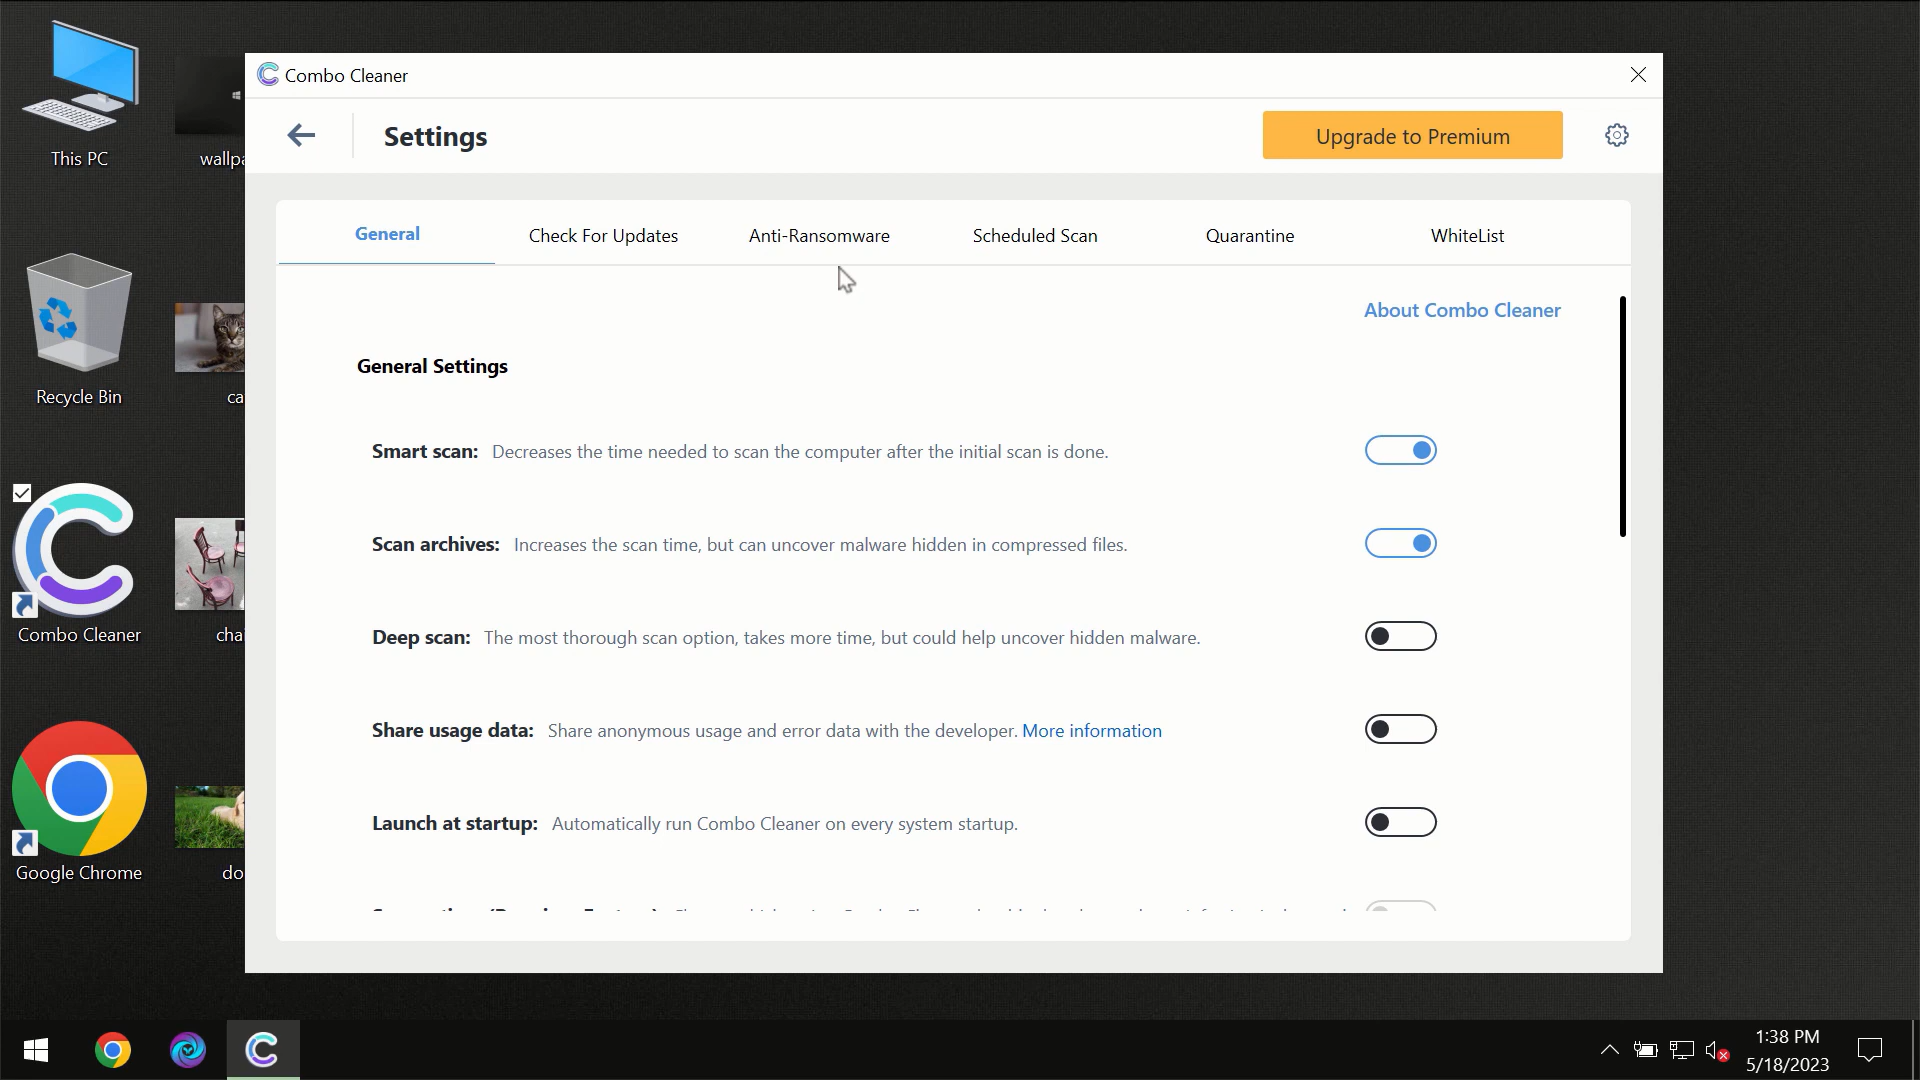 This PC
wallpa
Recycle Bin
ca
Combo Cleaner
chai
Google Chrome
do
Combo Cleaner
Settings
Upgrade to Premium
General
Check For Updates
Anti-Ransomware
Scheduled Scan
Quarantine
WhiteList
About Combo Cleaner
General Settings
Smart scan: Decreases the time needed to scan the computer after the initial scan is done.
Scan archives: Increases the scan time, but can uncover malware hidden in compressed files.
Deep scan: The most thorough scan option, takes more time, but could help uncover hidden malware.
Share usage data: Share anonymous usage and error data with the developer. More information
Launch at startup: Automatically run Combo Cleaner on every system startup.
1:38 PM
5/18/2023